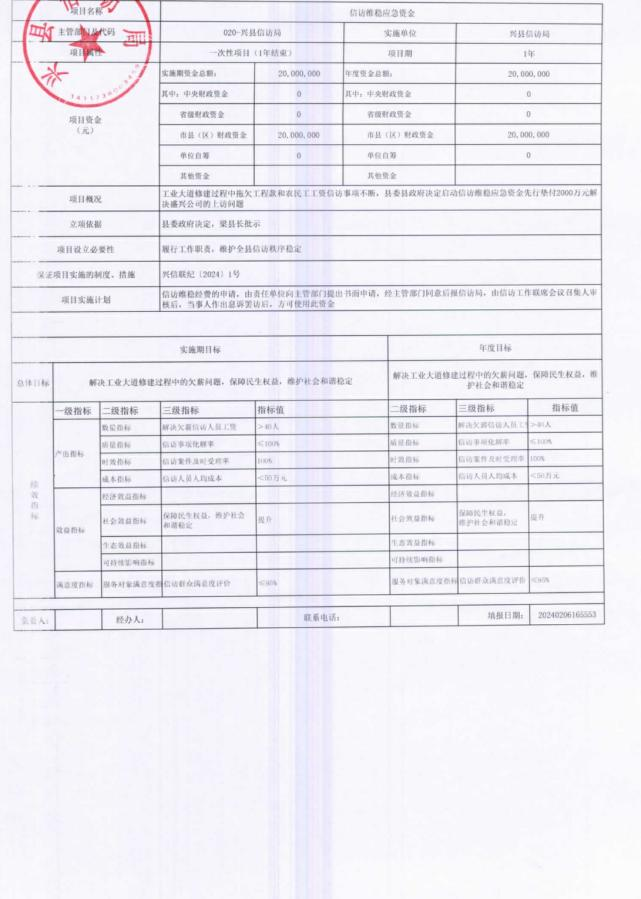 项目名称 信访维稳应急资金
主管部门及代码 020-兴县信访局 实施单位 兴县信访局
项目属性 一次性项目(1年结束) 项目期 1年
项目资金
(元)
实施期资金总额: 20,000,000 年度资金总额: 20,000,000
其中:中央财政资金 0 其中:中央财政资金 0
省级财政资金 0 省级财政资金 0
市县(区)财政资金 20,000,000 市县(区)财政资金 20,000,000
单位自筹 0 单位自筹 0
其他资金 其他资金
项目概况 工业大道修建过程中拖欠工程款和农民工工资信访事项不断,县委县政府决定启动信访维稳应急资金先行垫付2000万元解
决盛兴公司的上访问题
立项依据 县委政府决定,梁县长批示
项目设立必要性 履行工作职责,维护全县信访秩序稳定
保证项目实施的制度、措施 兴信联纪〔2024〕1号
项目实施计划 信访维稳经费的申请,由责任单位向主管部门提出书面申请,经主管部门同意后报信访局,由信访工作联席会议召集人审
核后,当事人作出息诉罢访后,方可使用此资金
实施期目标 年度目标
总体目标 解决工业大道修建过程中的欠薪问题,保障民生权益,维护社会和谐稳定 解决工业大道修建过程中的欠薪问题,保障民生权益,维
护社会和谐稳定
绩效指标
一级指标 二级指标 三级指标 指标值 二级指标 三级指标 指标值
产出指标
数量指标 解决欠薪信访人员工资 >40人 数量指标 解决欠薪信访人员工 >40人
质量指标 信访事项化解率 ≤100% 质量指标 信访事项化解率 ≤100%
时效指标 信访案件及时受理率 100% 时效指标 信访案件及时受理率 100%
成本指标 信访人员人均成本 <50万元 成本指标 信访人员人均成本 <50万元
效益指标
经济效益指标 经济效益指标
社会效益指标 保障民生权益,维护社会
和谐稳定 提升 社会效益指标 保障民生权益,
维护社会和谐稳定 提升
生态效益指标 生态效益指标
可持续影响指标 可持续影响指标
满意度指标 服务对象满意度指 信访群众满意度评价 ≤95% 服务对象满意度指标 信访群众满意度评价 ≤95%
负责人: 经办人: 联系电话: 填报日期: 20240206165553